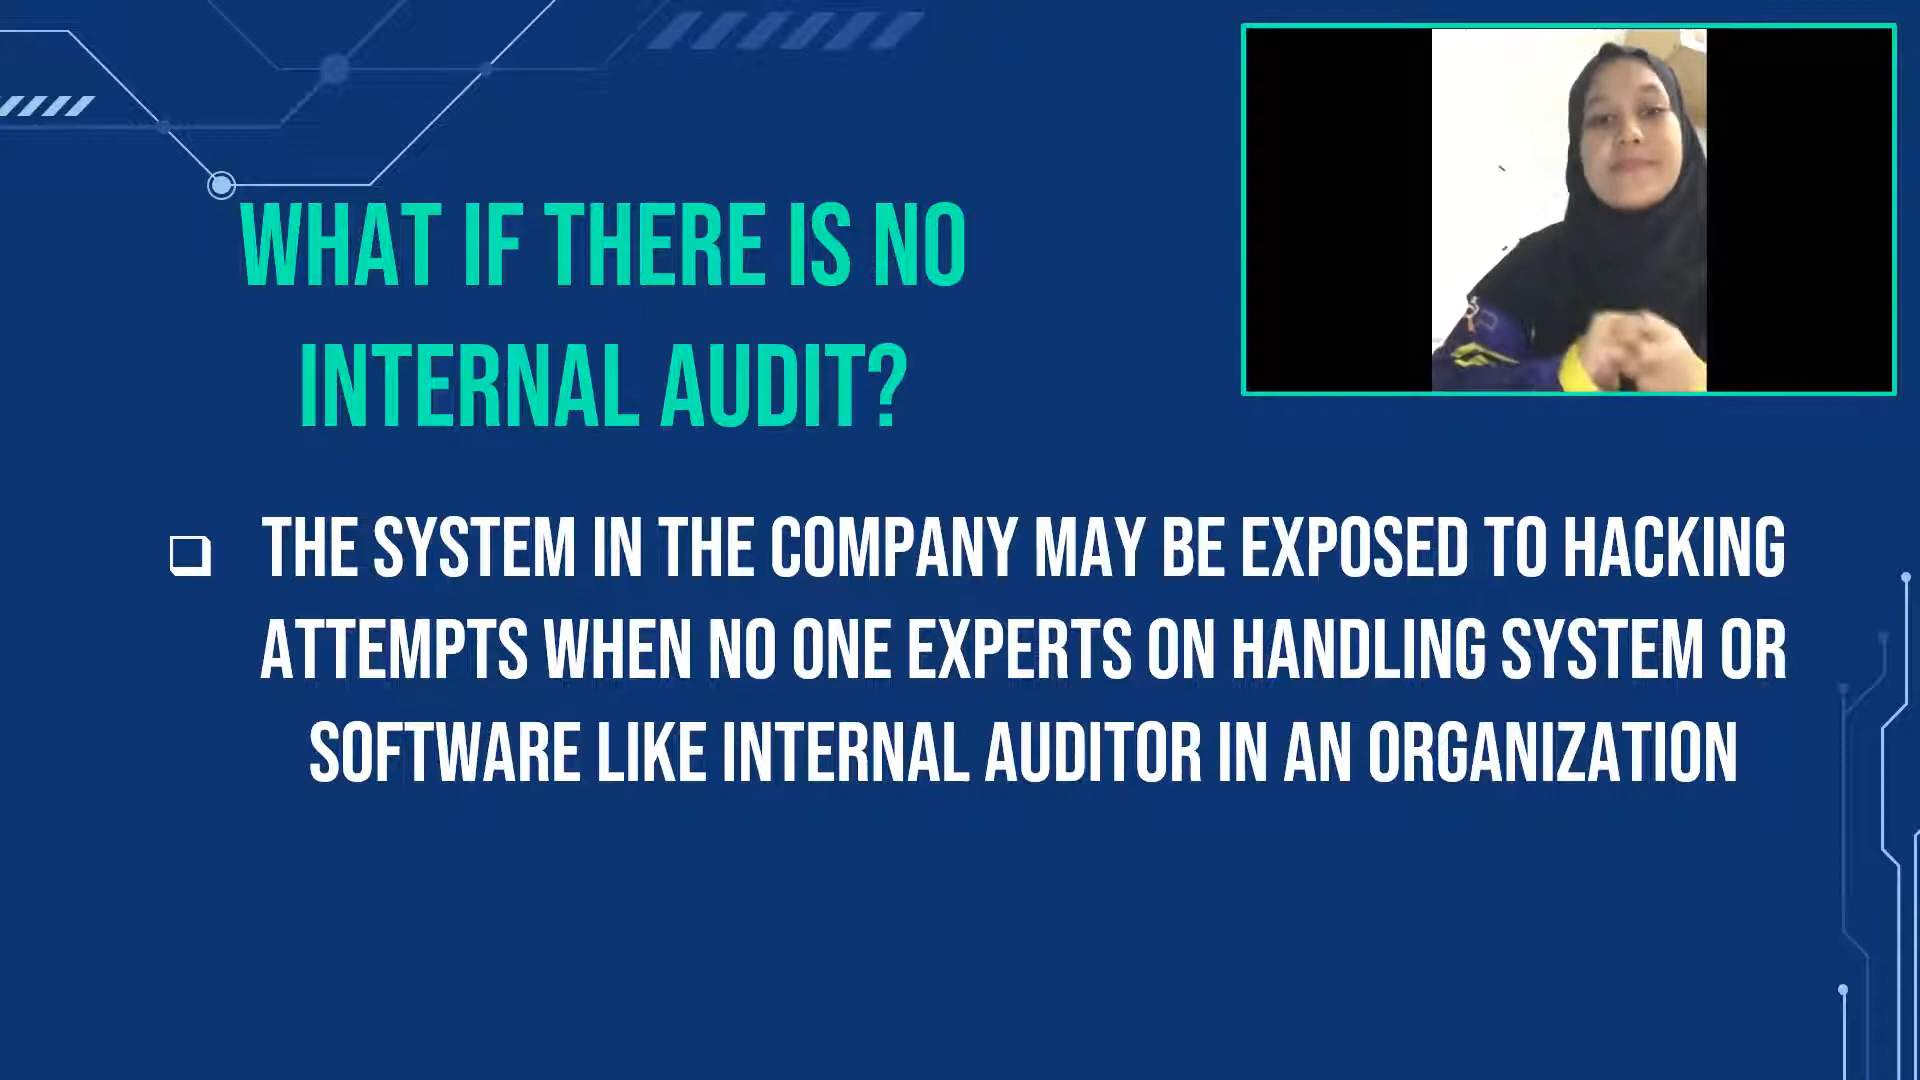 WHAT IF THERE IS NO
INTERNAL AUDIT?
THE SYSTEM IN THE COMPANY MAY BE EXPOSED TO HACKING
ATTEMPTS WHEN NO ONE EXPERTS ON HANDLING SYSTEM OR
SOFTWARE LIKE INTERNAL AUDITOR IN AN ORGANIZATION